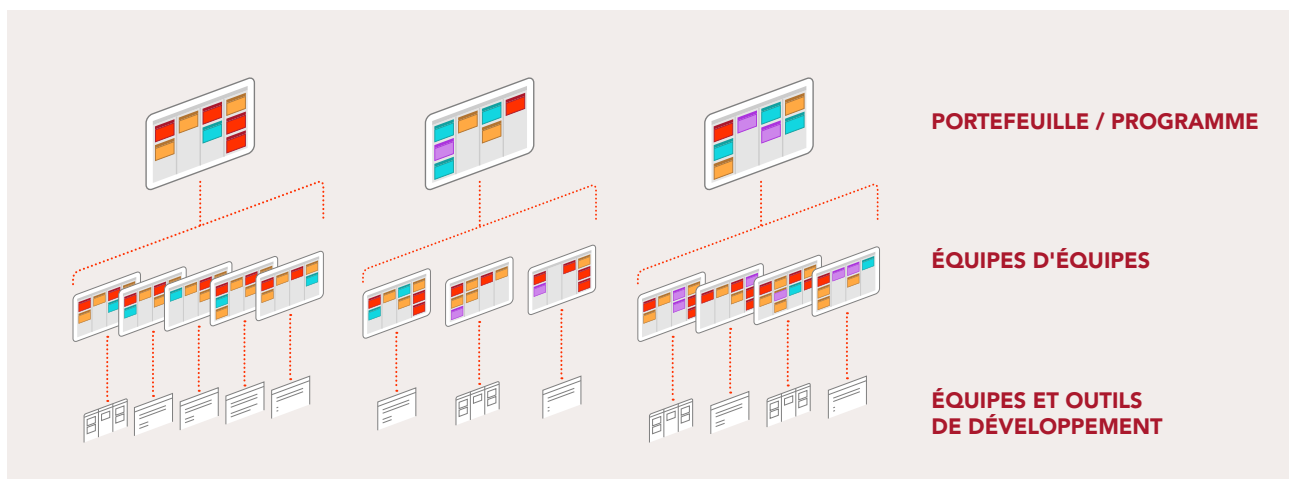 PORTEFEUILLE / PROGRAMME
ÉQUIPES D'ÉQUIPES
ÉQUIPES ET OUTILS
DE DÉVELOPPEMENT